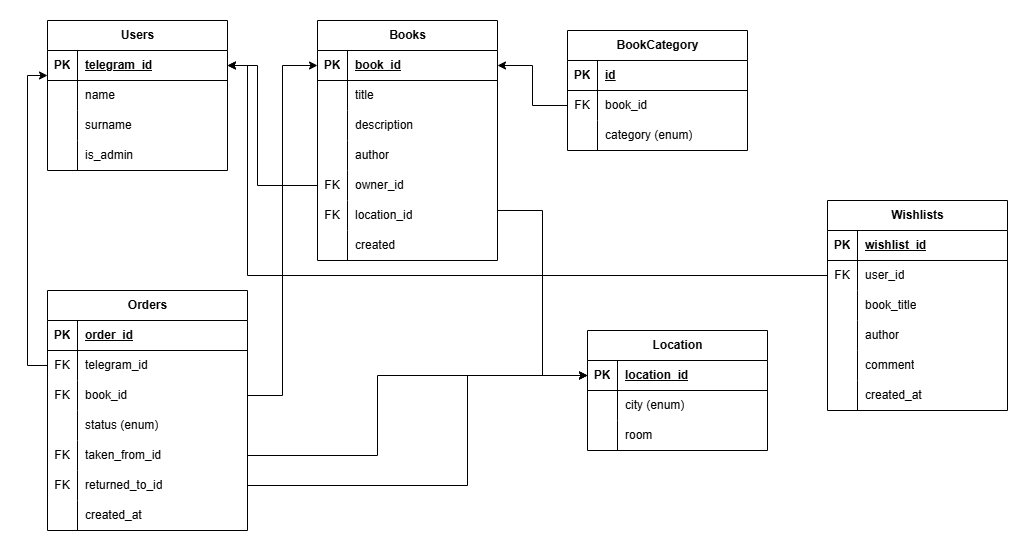 Users
PK telegram_id
name
surname
is_admin
Books
PK book_id
title
description
author
FK owner_id
FK location_id
created
BookCategory
PK id
FK book_id
category (enum)
Wishlists
PK wishlist_id
FK user_id
book_title
author
comment
created_at
Orders
PK order_id
FK telegram_id
FK book_id
status (enum)
FK taken_from_id
FK returned_to_id
created_at
Location
PK location_id
city (enum)
room